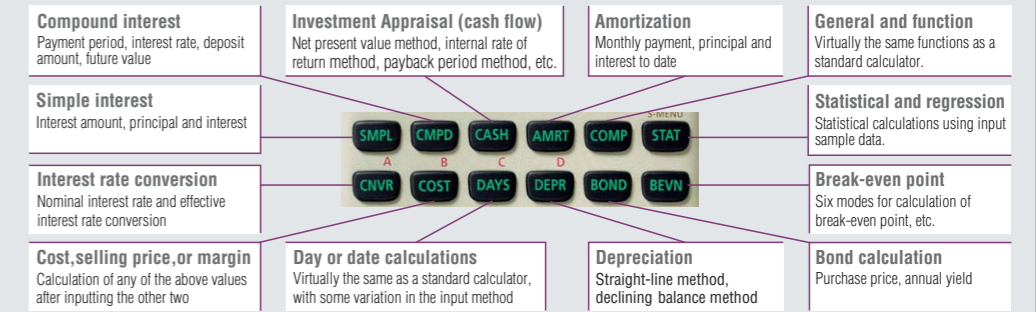 Compound interest
Payment period, interest rate, deposit
amount, future value
Investment Appraisal (cash flow)
Net present value method, internal rate of
return method, payback period method, etc.
Amortization
Monthly payment, principal and
interest to date
General and function
Virtually the same functions as a
standard calculator.
Simple interest
Interest amount, principal and interest
Statistical and regression
Statistical calculations using input
sample data.
S-MENU
SMPL CMPD CASH AMRT COMP STAT
A B C D
CNVR COST DAYS DEPR BOND BEVN
Interest rate conversion
Nominal interest rate and effective
interest rate conversion
Break-even point
Six modes for calculation of
break-even point, etc.
Cost,selling price,or margin
Calculation of any of the above values
after inputting the other two
Day or date calculations
Virtually the same as a standard calculator,
with some variation in the input method
Depreciation
Straight-line method,
declining balance method
Bond calculation
Purchase price, annual yield